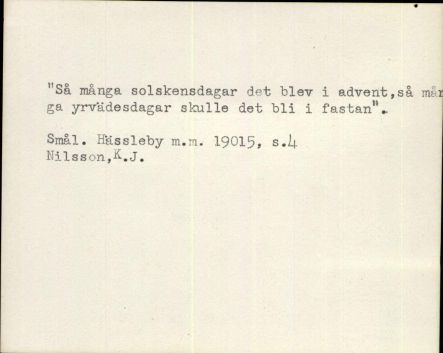 "Så många solskensdagar det blev i advent,så mån
ga yrvädesdagar skulle det bli i fastan".
Smål. Hässleby m.m. 19015, s.4
Nilsson,K.J.